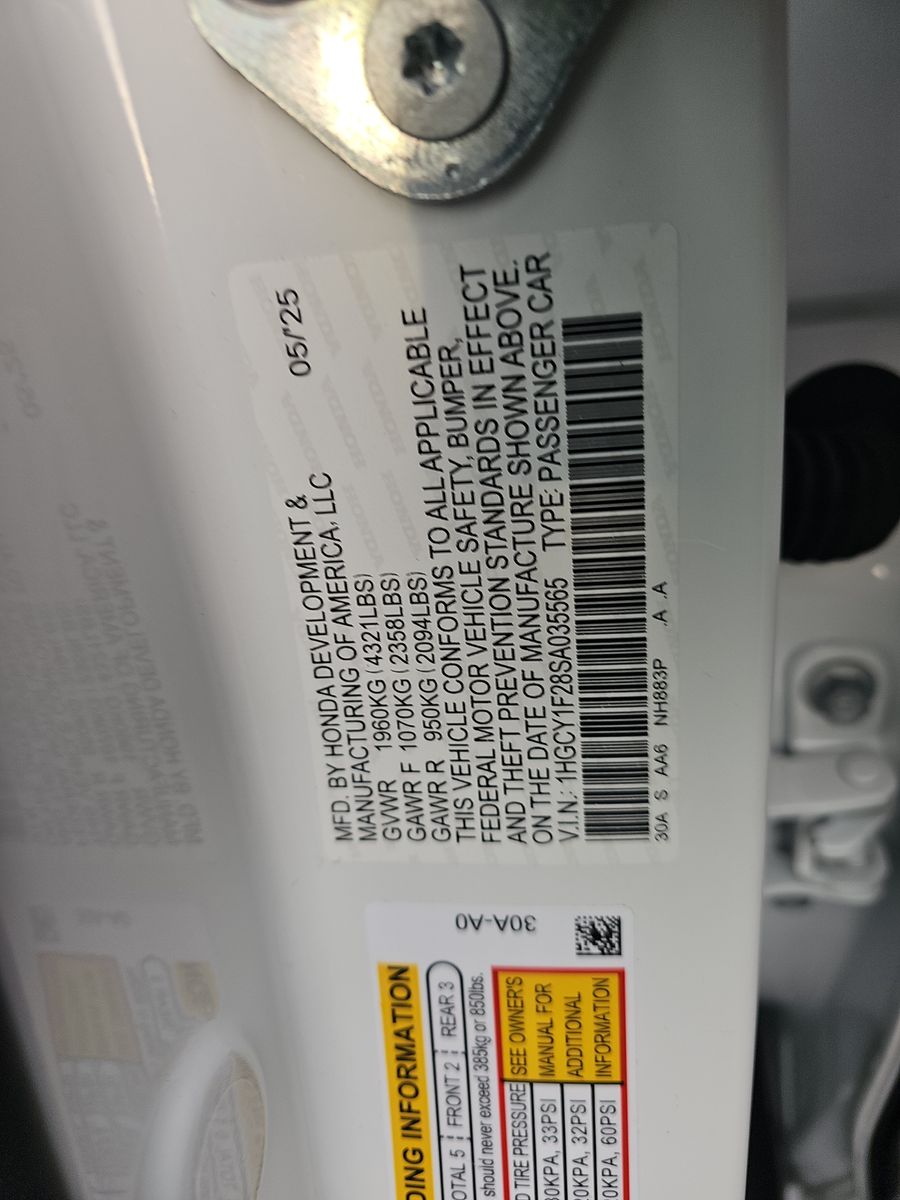 05/'25
MFD. BY HONDA DEVELOPMENT &
MANUFACTURING OF AMERICA, LLC
GVWR 1960KG (4321LBS)
GAWR F 1070KG (2358LBS)
GAWR R 950KG (2094LBS)
THIS VEHICLE CONFORMS TO ALL APPLICABLE
FEDERAL MOTOR VEHICLE SAFETY, BUMPER,
AND THEFT PREVENTION STANDARDS IN EFFECT
ON THE DATE OF MANUFACTURE SHOWN ABOVE.
V.I.N.: 1HGCY1F28SA035565 TYPE: PASSENGER CAR
30A S AA6 NH883P .A .A
30A-A0
DING INFORMATION
OTAL 5 FRONT 2 REAR 3
should never exceed 385kg or 850lbs.
D TIRE PRESSURE SEE OWNER'S
30KPA, 33PSI MANUAL FOR
20KPA, 32PSI ADDITIONAL
0KPA, 60PSI INFORMATION